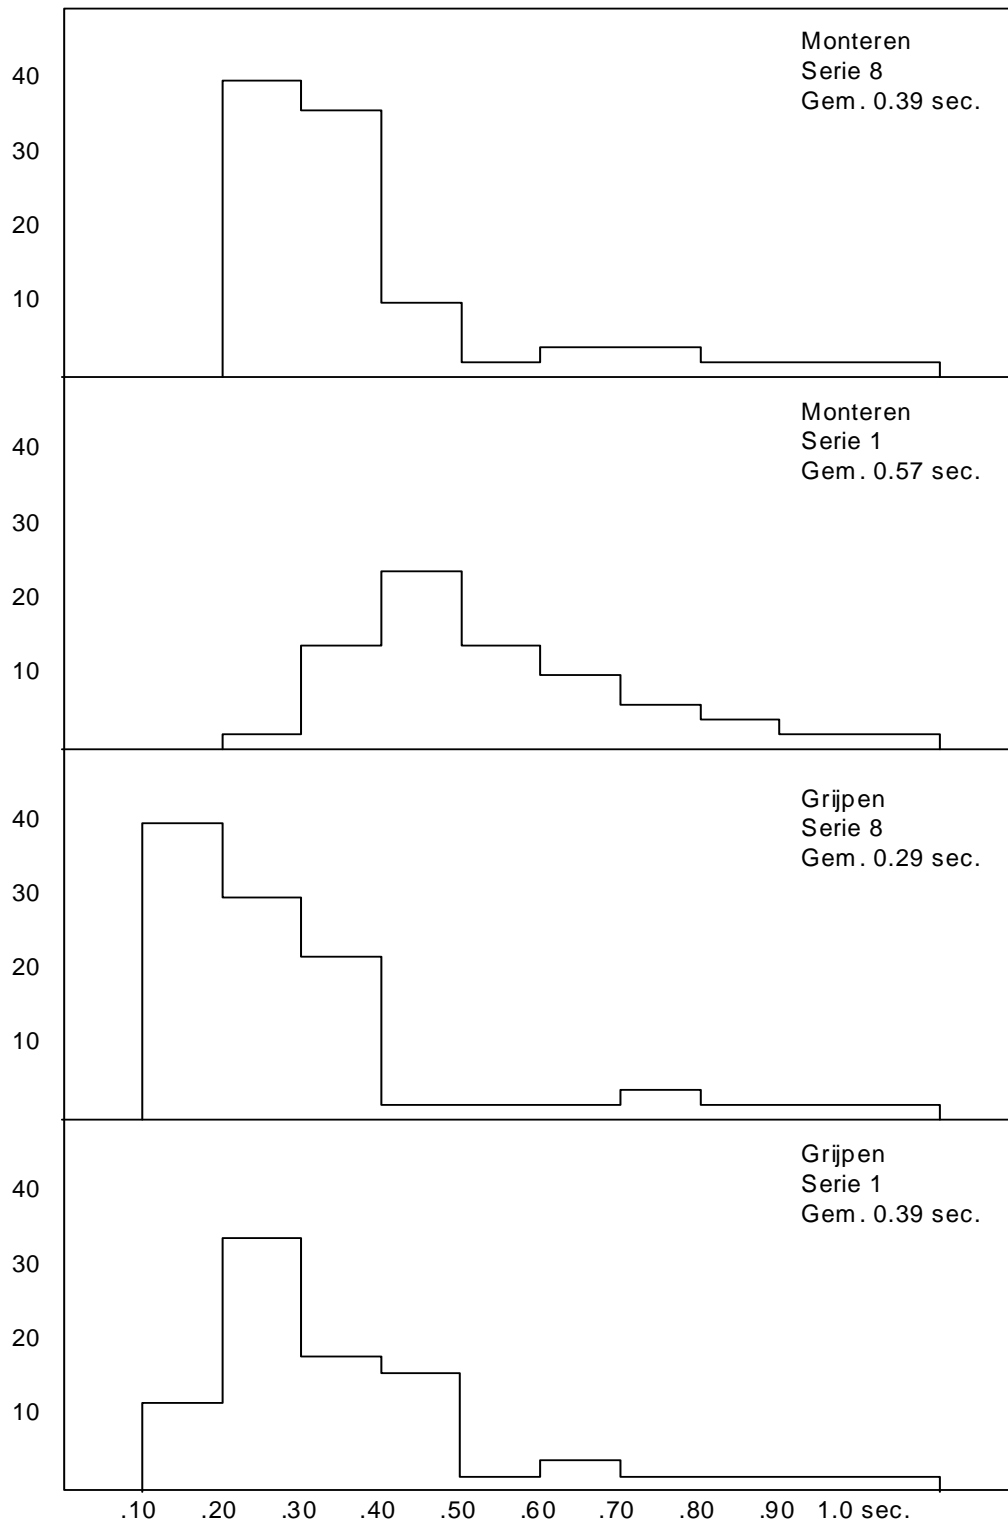 Monteren
Serie 8
Gem. 0.39 sec.
40
30
20
10
Monteren
Serie 1
Gem. 0.57 sec.
40
30
20
10
Grijpen
Serie 8
Gem. 0.29 sec.
40
30
20
10
Grijpen
Serie 1
Gem. 0.39 sec.
40
30
20
10
.10 .20 .30 .40 .50 .60 .70 .80 .90 1.0 sec.